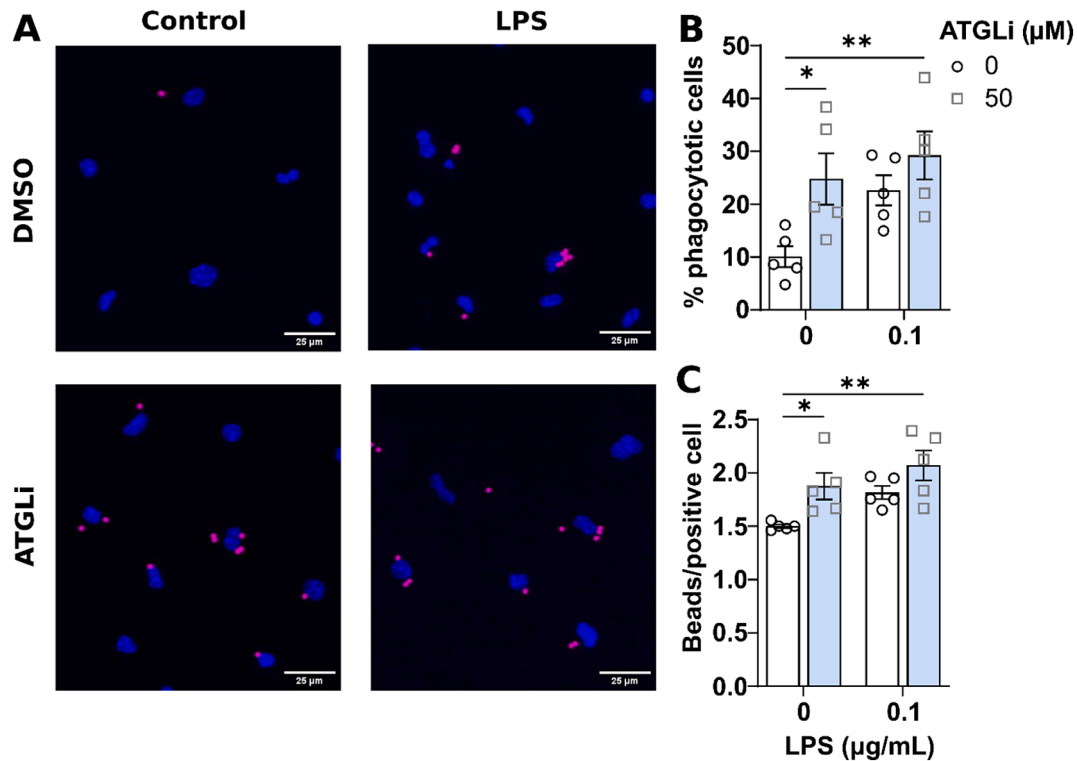 A
Control
LPS
DMSO
25 µm
25 µm
ATGLi
25 µm
25 µm
B
ATGLi (µM)
0
50
**
*
% phagocytotic cells
50
40
30
20
10
0
0
0.1
C
**
*
Beads/positive cell
2.5
2.0
1.5
1.0
0.5
0.0
0
0.1
LPS (µg/mL)